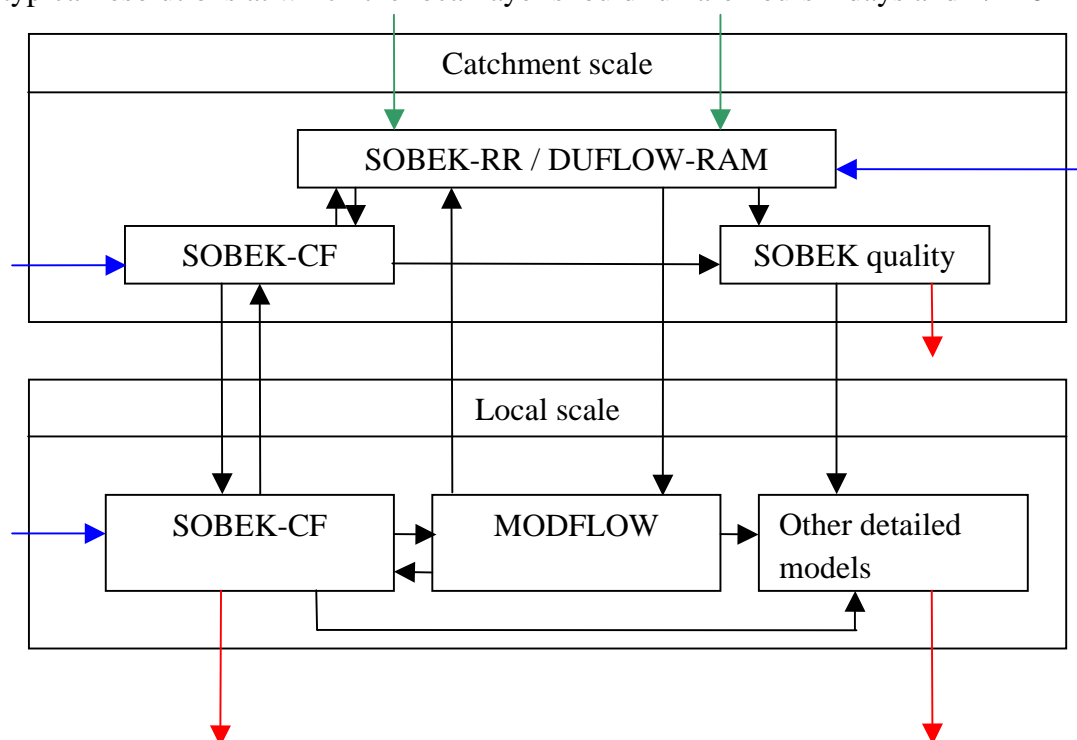 Catchment scale
SOBEK-RR / DUFLOW-RAM
SOBEK-CF
SOBEK quality
Local scale
SOBEK-CF
MODFLOW
Other detailed
models